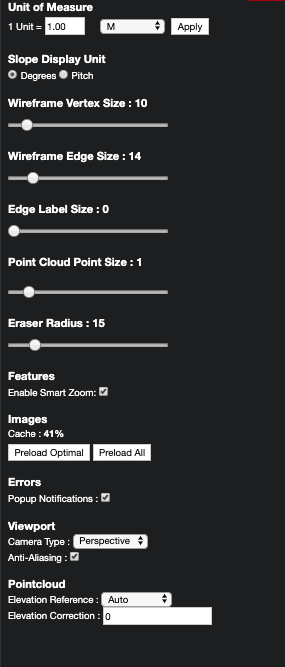 Unit of Measure
1 Unit = 1.00 M Apply
Slope Display Unit
Degrees Pitch
Wireframe Vertex Size : 10
Wireframe Edge Size : 14
Edge Label Size : 0
Point Cloud Point Size : 1
Eraser Radius : 15
Features
Enable Smart Zoom:
Images
Cache : 41%
Preload Optimal Preload All
Errors
Popup Notifications :
Viewport
Camera Type : Perspective
Anti-Aliasing :
Pointcloud
Elevation Reference : Auto
Elevation Correction : 0